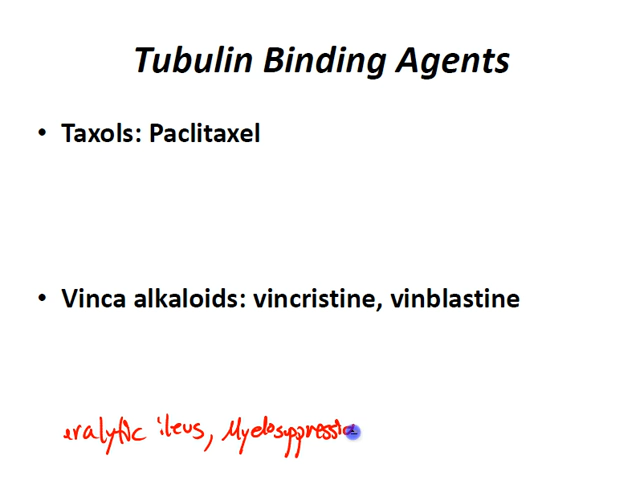 Tubulin Binding Agents
• Taxols: Paclitaxel
• Vinca alkaloids: vincristine, vinblastine
eralytic ileus, Myelosuppressio